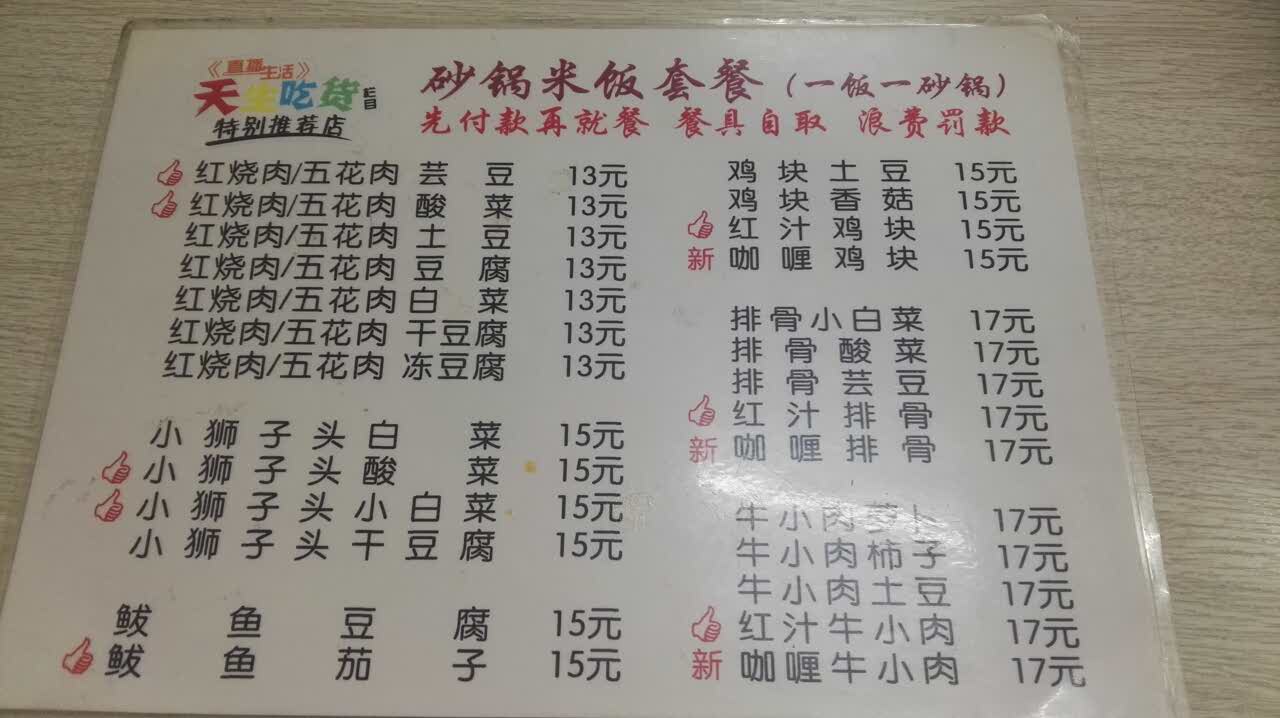 《直播生活》
天生吃货
栏目
特别推荐店
砂锅米饭套餐(一饭一砂锅)
先付款再就餐 餐具自取 浪费罚款
红烧肉/五花肉 芸豆 13元
红烧肉/五花肉 酸菜 13元
红烧肉/五花肉 土豆 13元
红烧肉/五花肉 豆腐 13元
红烧肉/五花肉 白菜 13元
红烧肉/五花肉 干豆腐 13元
红烧肉/五花肉 冻豆腐 13元
小狮子头白菜 15元
小狮子头酸菜 15元
小狮子头小白菜 15元
小狮子头干豆腐 15元
鲅鱼豆腐 15元
鲅鱼茄子 15元
鸡块土豆 15元
鸡块香菇 15元
红汁鸡块 15元
新 咖喱鸡块 15元
排骨小白菜 17元
排骨酸菜 17元
排骨芸豆 17元
红汁排骨 17元
新 咖喱排骨 17元
牛小肉萝卜 17元
牛小肉柿子 17元
牛小肉土豆 17元
红汁牛小肉 17元
新 咖喱牛小肉 17元